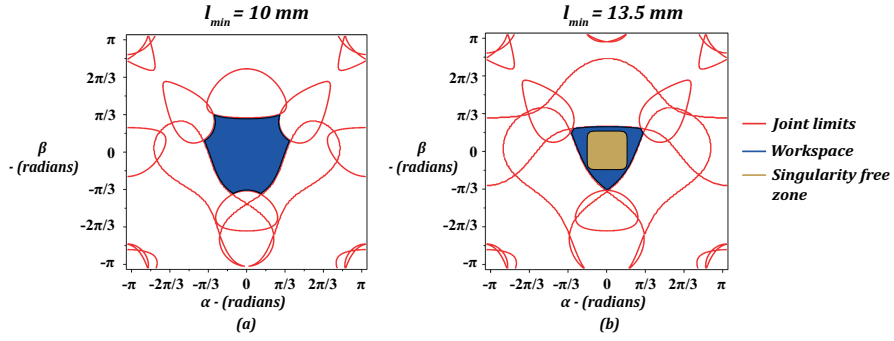 l_min = 10 mm
π
2π/3
π/3
β
- (radians)
0
-π/3
-2π/3
-π
-π -2π/3 -π/3 0 π/3 2π/3 π
α - (radians)
(a)
l_min = 13.5 mm
π
2π/3
π/3
β
- (radians)
0
-π/3
-2π/3
-π
-π -2π/3 -π/3 0 π/3 2π/3 π
α - (radians)
(b)
Joint limits
Workspace
Singularity free
zone